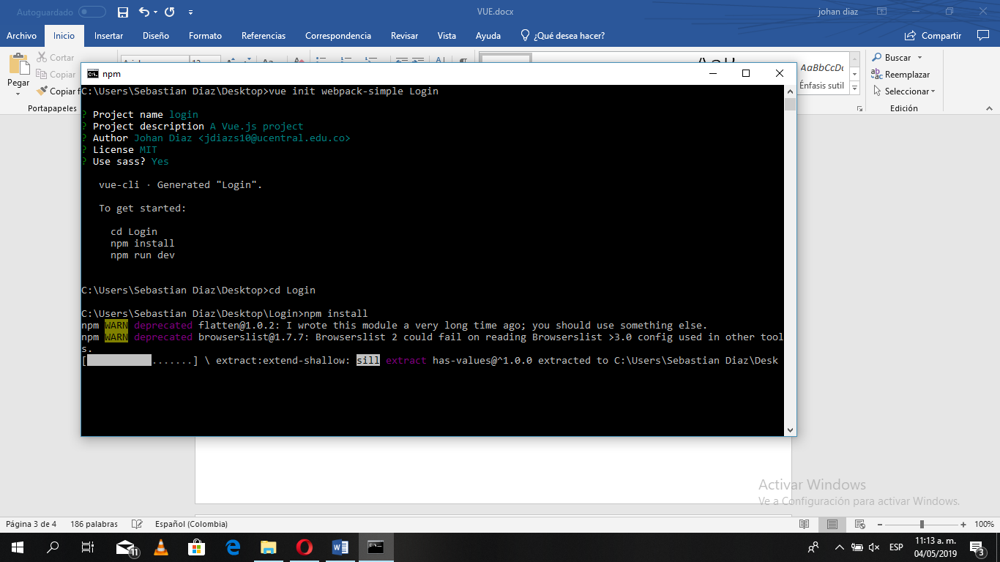 Autoguardado
VUE.docx
johan diaz
Archivo Inicio Insertar Diseño Formato Referencias Correspondencia Revisar Vista Ayuda ¿Qué desea hacer? Compartir
Pegar
Cortar
Copiar
Copiar f
Portapapeles
AaBbCcDc
Énfasis sutil
Buscar
Reemplazar
Seleccionar
Edición
npm
C:\Users\Sebastian Diaz\Desktop>vue init webpack-simple Login
? Project name login
? Project description A Vue.js project
? Author Johan Diaz <jdiazs10@ucentral.edu.co>
? License MIT
? Use sass? Yes
vue-cli · Generated "Login".
To get started:
cd Login
npm install
npm run dev
C:\Users\Sebastian Diaz\Desktop>cd Login
C:\Users\Sebastian Diaz\Desktop\Login>npm install
npm WARN deprecated flatten@1.0.2: I wrote this module a very long time ago; you should use something else.
npm WARN deprecated browserslist@1.7.7: Browserslist 2 could fail on reading Browserslist >3.0 config used in other tool
s.
[.......] \ extract:extend-shallow: sill extract has-values@^1.0.0 extracted to C:\Users\Sebastian Diaz\Desk
Activar Windows
Ve a Configuración para activar Windows.
Página 3 de 4 186 palabras Español (Colombia) 100%
11
ESP
11:13 a. m.
04/05/2019
3